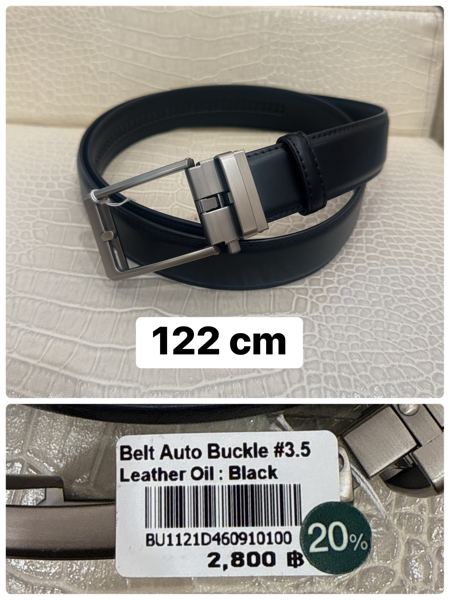 122 cm
Belt Auto Buckle #3.5
Leather Oil : Black
BU1121D460910100
2,800 ฿
20%